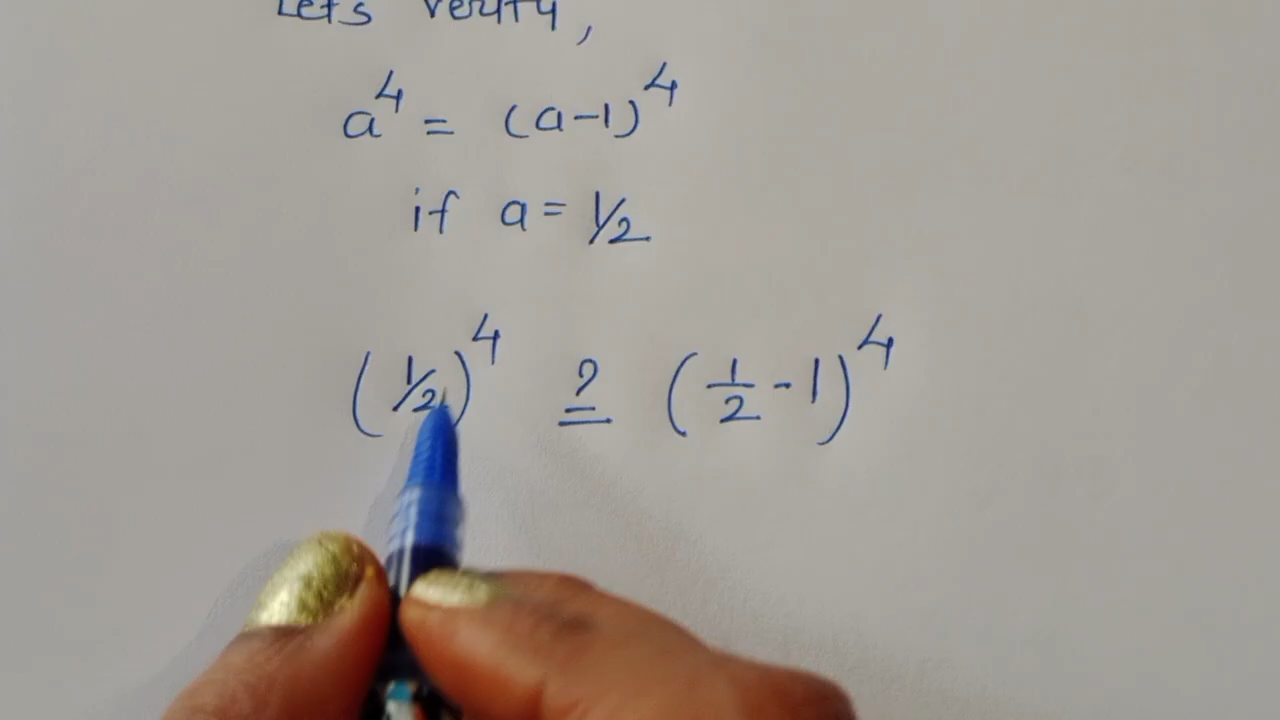 Lets verify,
a⁴ = (a-1)⁴
if a = 1/2
(1/2)⁴ ≟ (1/2 - 1)⁴